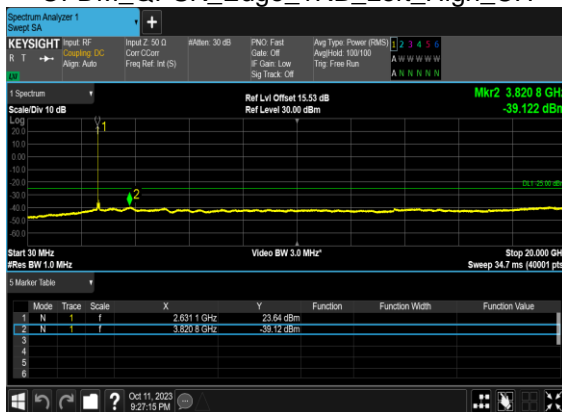 Spectrum Analyzer 1
Swept SA
KEYSIGHT Input: RF Input Z: 50 Ω #Atten: 30 dB PNO: Fast Avg Type: Power (RMS) 1 2 3 4 5 6
R T Coupling: DC Corr CCorr Gate: Off Avg|Hold: 100/100 A W W W W W
Align: Auto Freq Ref: Int (S) IF Gain: Low Trig: Free Run
LU Sig Track: Off A N N N N N
1 Spectrum
Ref Lvl Offset 15.53 dB Mkr2 3.820 8 GHz
Scale/Div 10 dB Ref Level 30.00 dBm -39.122 dBm
Log
20.0
10.0
0.00
-10.0
-20.0
-30.0
-40.0
-50.0
-60.0
1
2
Start 30 MHz Video BW 3.0 MHz* Stop 20.000 GH
#Res BW 1.0 MHz Sweep 34.7 ms (40001 pts
5 Marker Table
Mode Trace Scale X Y Function Function Width Function Value
1 N 1 f 2.631 1 GHz 23.64 dBm
2 N 1 f 3.820 8 GHz -39.12 dBm
3
4
5
6
? Oct 11, 2023
9:27:15 PM